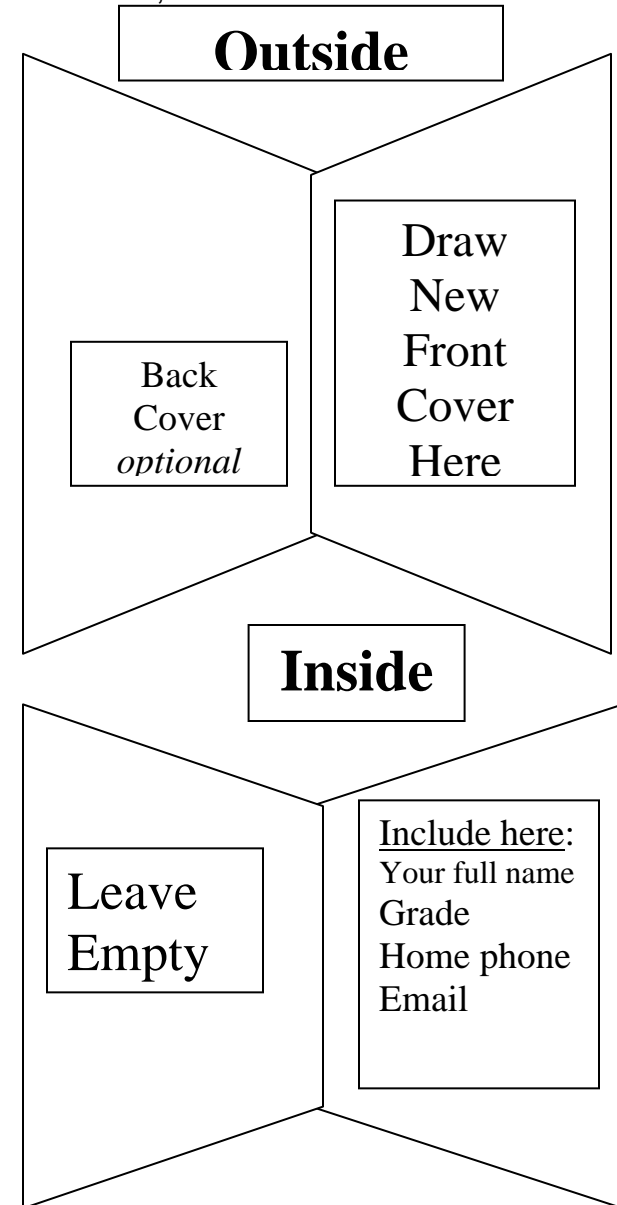 Outside
Back
Cover
optional
Draw
New
Front
Cover
Here
Inside
Leave
Empty
Include here:
Your full name
Grade
Home phone
Email